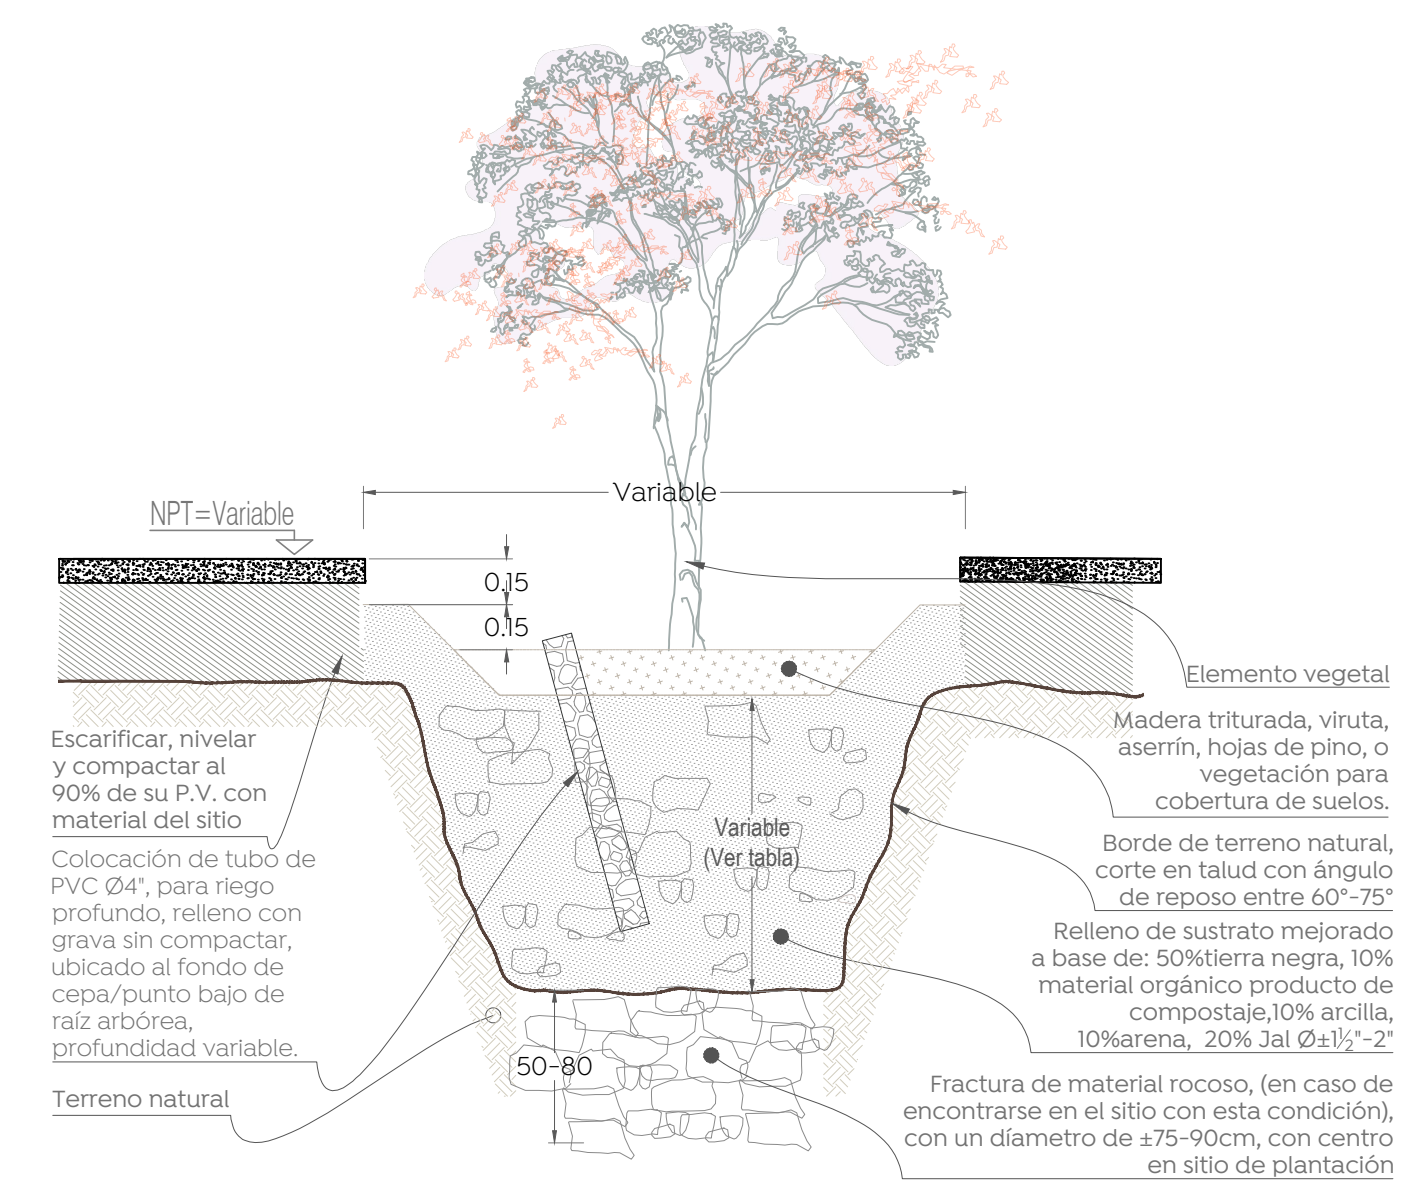 Variable
NPT=Variable
0.15
0.15
Elemento vegetal
Madera triturada, viruta,
aserrín, hojas de pino, o
vegetación para
cobertura de suelos.
Escarificar, nivelar
y compactar al
90% de su P.V. con
material del sitio
Variable
(Ver tabla)
Borde de terreno natural,
corte en talud con ángulo
de reposo entre 60°-75°
Colocación de tubo de
PVC Ø4", para riego
profundo, relleno con
grava sin compactar,
ubicado al fondo de
cepa/punto bajo de
raíz arbórea,
profundidad variable.
Relleno de sustrato mejorado
a base de: 50%tierra negra, 10%
material orgánico producto de
compostaje,10% arcilla,
10%arena, 20% Jal Ø±1½"-2"
50-80
Terreno natural
Fractura de material rocoso, (en caso de
encontrarse en el sitio con esta condición),
con un díametro de ±75-90cm, con centro
en sitio de plantación